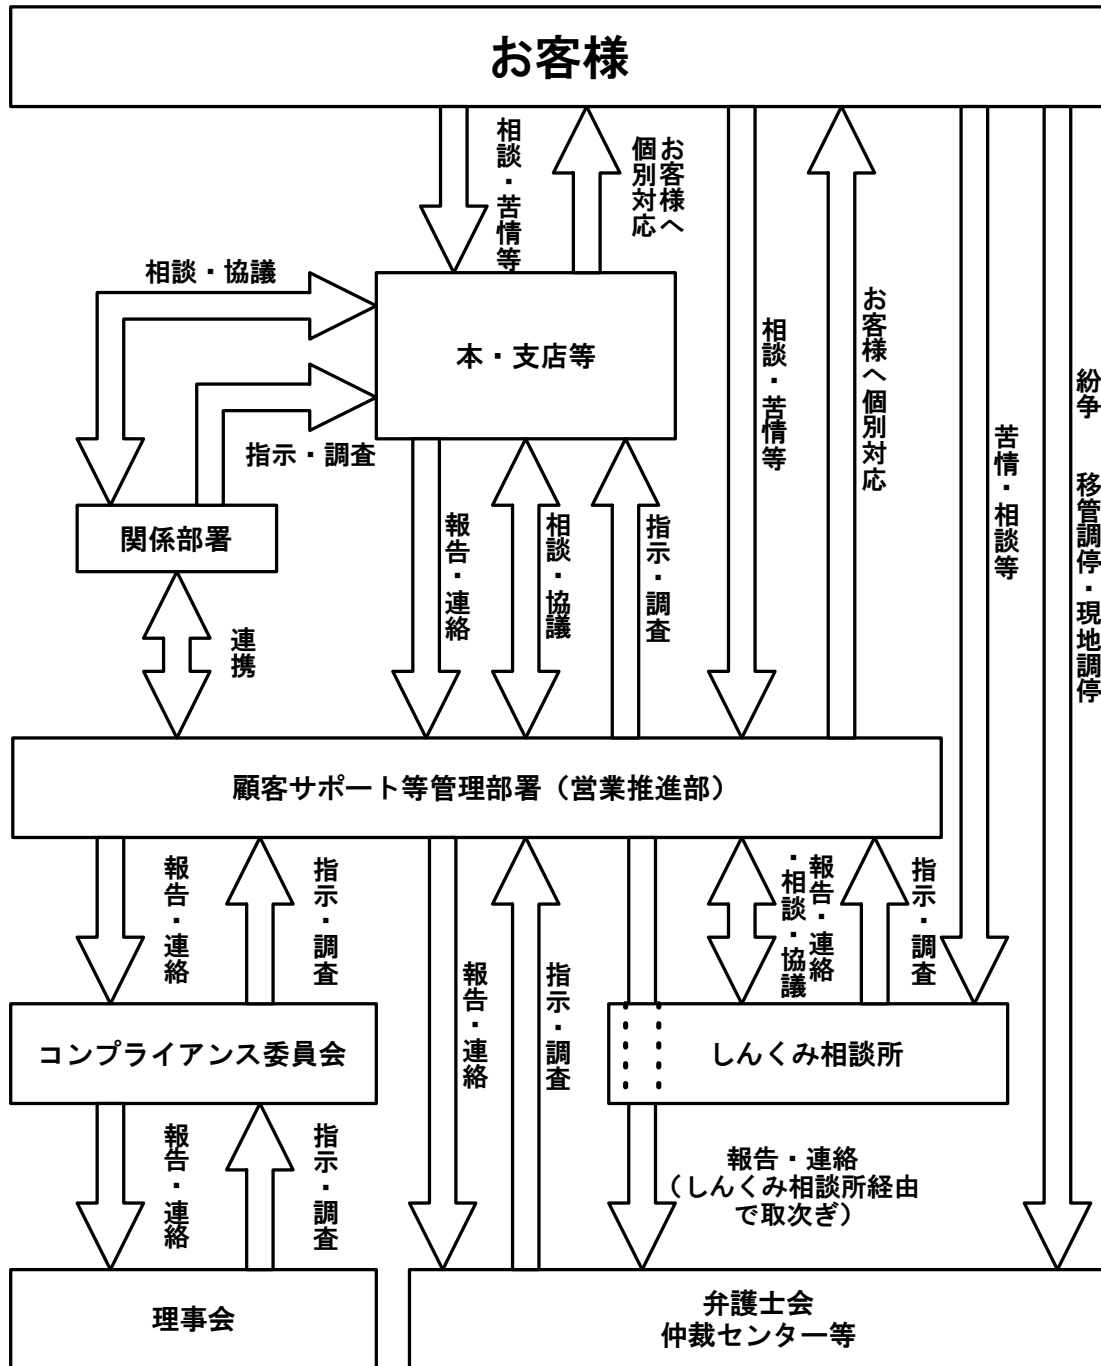 お客様
相談・苦情等
お客様へ
個別対応
相談・協議
本・支店等
指示・調査
関係部署
連携
報告・連絡
相談・協議
指示・調査
相談・苦情等
お客様へ個別対応
苦情・相談等
紛争　移管調停・現地調停
顧客サポート等管理部署（営業推進部）
報告・連絡
指示・調査
報告・連絡
指示・調査
報告・連絡
・相談・協議
指示・調査
コンプライアンス委員会
しんくみ相談所
報告・連絡
指示・調査
報告・連絡
（しんくみ相談所経由
で取次ぎ）
理事会
弁護士会
仲裁センター等